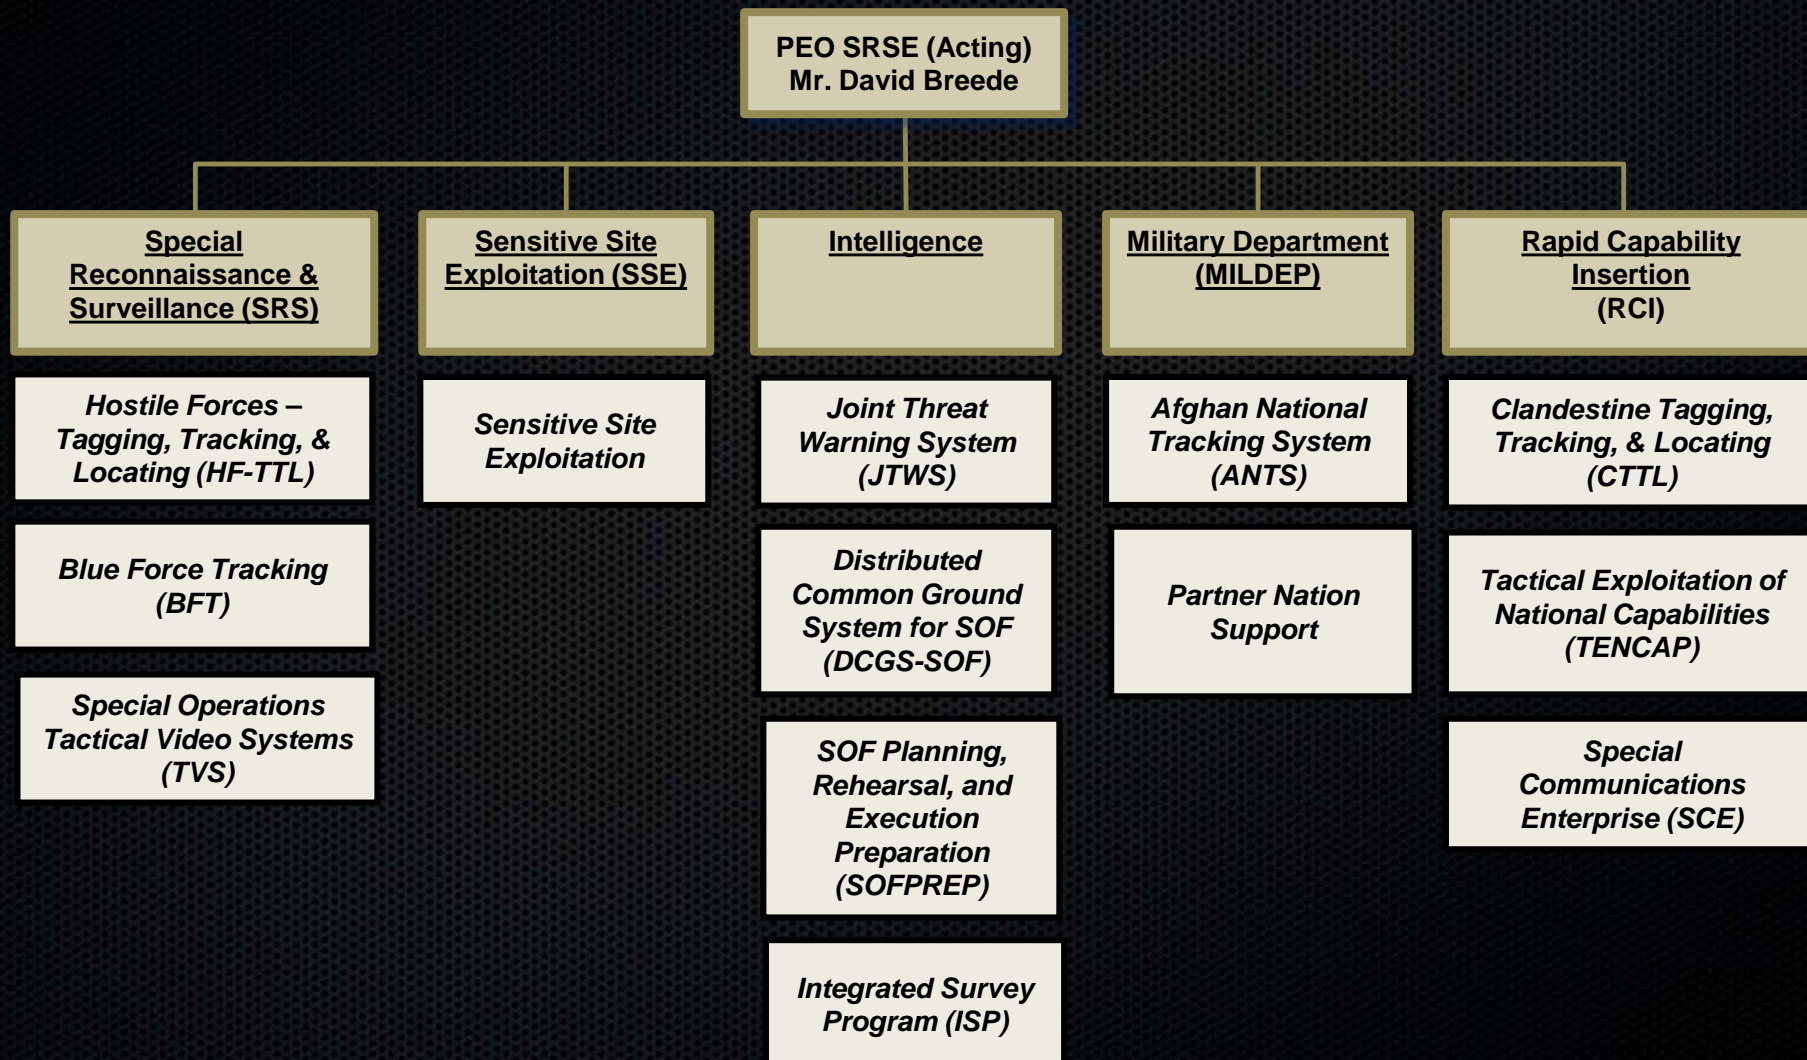 PEO SRSE (Acting)
Mr. David Breede
Special
Reconnaissance &
Surveillance (SRS)
Hostile Forces –
Tagging, Tracking, &
Locating (HF-TTL)
Blue Force Tracking
(BFT)
Special Operations
Tactical Video Systems
(TVS)
Sensitive Site
Exploitation (SSE)
Sensitive Site
Exploitation
Intelligence
Joint Threat
Warning System
(JTWS)
Distributed
Common Ground
System for SOF
(DCGS-SOF)
SOF Planning,
Rehearsal, and
Execution
Preparation
(SOFPREP)
Integrated Survey
Program (ISP)
Military Department
(MILDEP)
Afghan National
Tracking System
(ANTS)
Partner Nation
Support
Rapid Capability
Insertion
(RCI)
Clandestine Tagging,
Tracking, & Locating
(CTTL)
Tactical Exploitation of
National Capabilities
(TENCAP)
Special
Communications
Enterprise (SCE)